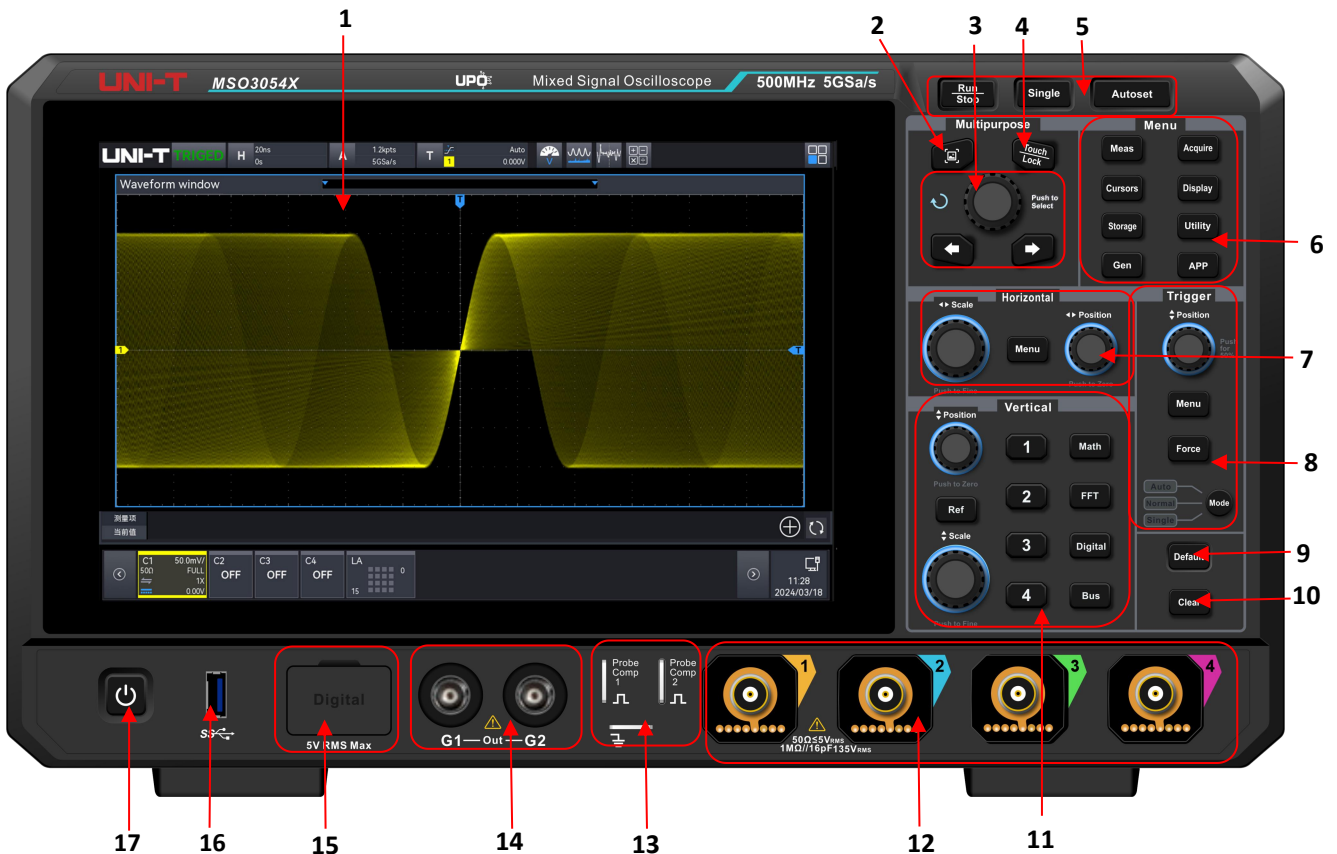 1
2
3
4
5
UNI-T MSO3054X UPO Mixed Signal Oscilloscope 500MHz 5GSa/s
Run
Stop
Single
Autoset
Multipurpose
Menu
UNI-T TRIGED H 20ns 0s A 1.2kpts 5GSa/s T Auto 1 0.000V V
Touch
Lock
Meas
Acquire
Waveform window
T
Push to
Select
Cursors
Display
Storage
Utility
6
Gen
APP
Horizontal
Trigger
Scale
Position
Position
1
T
Menu
Push
for
50%
7
Push to Fine
Push to Zero
Vertical
Menu
Position
1
Math
Force
8
Push to Zero
2
FFT
Auto
Normal
Single
Mode
Ref
测量项
当前值
Scale
3
Digital
Default
9
C1 50.0mV/
50Ω FULL
1X
0.00V
C2
OFF
C3
OFF
C4
OFF
LA
0
15
11:28
2024/03/18
4
Bus
Clear
10
Push to Fine
Digital
5V RMS Max
G1 Out G2
Probe
Comp
1
Probe
Comp
2
1
2
3
4
50Ω≤5VRMS
1MΩ//16pF135VRMS
SS
17
16
15
14
13
12
11